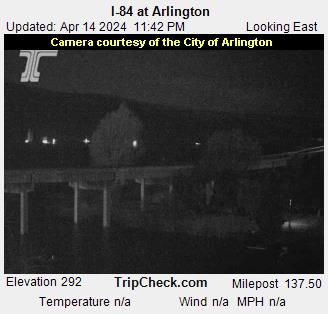 I-84 at Arlington
Updated: Apr 14 2024 11:42 PM Looking East
Camera courtesy of the City of Arlington
Elevation 292 TripCheck.com Milepost 137.50
Temperature n/a Wind n/a MPH n/a